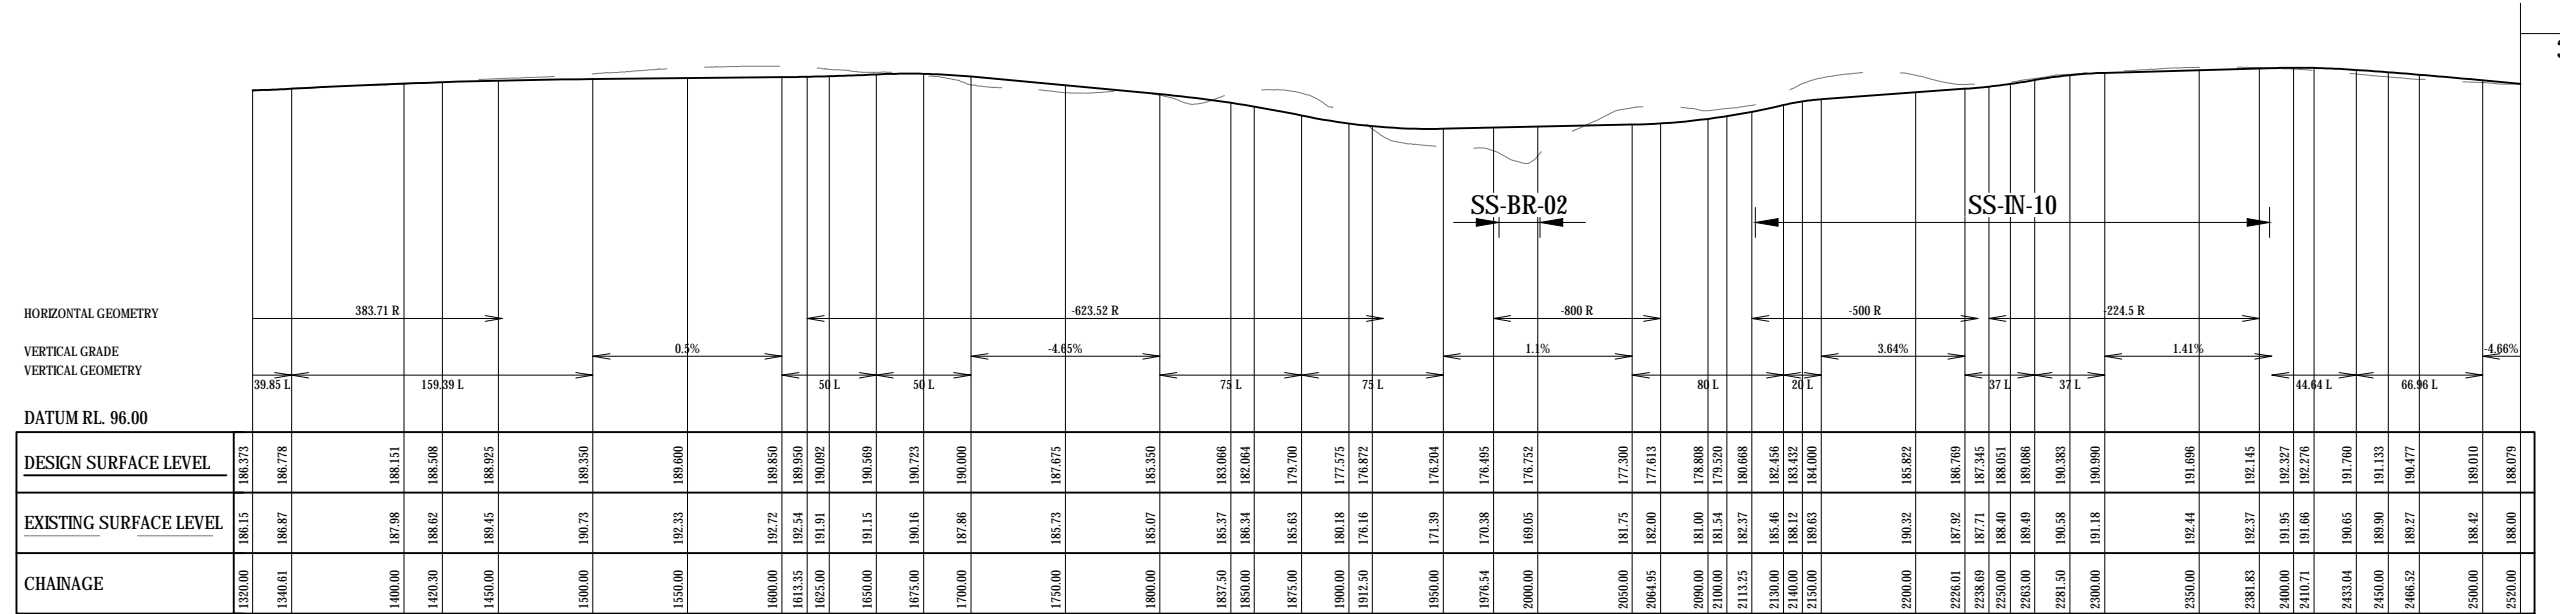 SS-BR-02 SS-IN-10
HORIZONTAL GEOMETRY 383.71 R -623.52 R -800 R -500 R -224.5 R
VERTICAL GRADE 0.5% -4.65% 1.1% 3.64% 1.41% -4.66%
VERTICAL GEOMETRY 39.85 L 159.39 L 50 L 50 L 75 L 75 L 80 L 20 L 37 L 37 L 44.64 L 66.96 L
DATUM RL. 96.00
DESIGN SURFACE LEVEL 186.373 186.778 188.151 188.508 188.925 189.350 189.600 189.850 189.950 190.092 190.569 190.723 190.000 187.675 185.350 183.066 182.064 179.700 177.575 176.872 176.204 176.495 176.752 177.300 177.613 178.808 179.520 180.668 182.456 183.432 184.000 185.822 186.769 187.345 188.051 189.086 190.383 190.990 191.696 192.145 192.327 192.276 191.760 191.133 190.477 189.010 188.079
EXISTING SURFACE LEVEL 186.15 186.87 187.98 188.62 189.45 190.73 192.33 192.72 192.54 191.91 191.15 190.16 187.86 185.73 185.07 185.37 186.34 185.63 180.18 176.16 171.39 170.38 169.05 181.75 182.00 181.00 181.54 182.37 185.46 188.12 189.63 190.32 187.92 187.71 188.40 189.49 190.58 191.18 192.44 192.37 191.95 191.66 190.65 189.90 189.27 188.42 188.00
CHAINAGE 1320.00 1340.61 1400.00 1420.30 1450.00 1500.00 1550.00 1600.00 1613.35 1625.00 1650.00 1675.00 1700.00 1750.00 1800.00 1837.50 1850.00 1875.00 1900.00 1912.50 1950.00 1976.54 2000.00 2050.00 2064.95 2090.00 2100.00 2113.25 2130.00 2140.00 2150.00 2200.00 2226.01 2238.69 2250.00 2263.00 2281.50 2300.00 2350.00 2381.83 2400.00 2410.71 2433.04 2450.00 2466.52 2500.00 2520.00